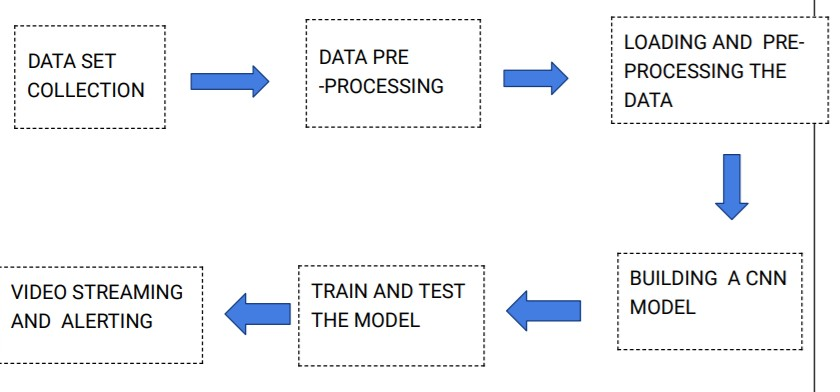 DATA SET
COLLECTION
DATA PRE
-PROCESSING
LOADING AND PRE-
PROCESSING THE
DATA
BUILDING A CNN
MODEL
TRAIN AND TEST
THE MODEL
VIDEO STREAMING
AND ALERTING